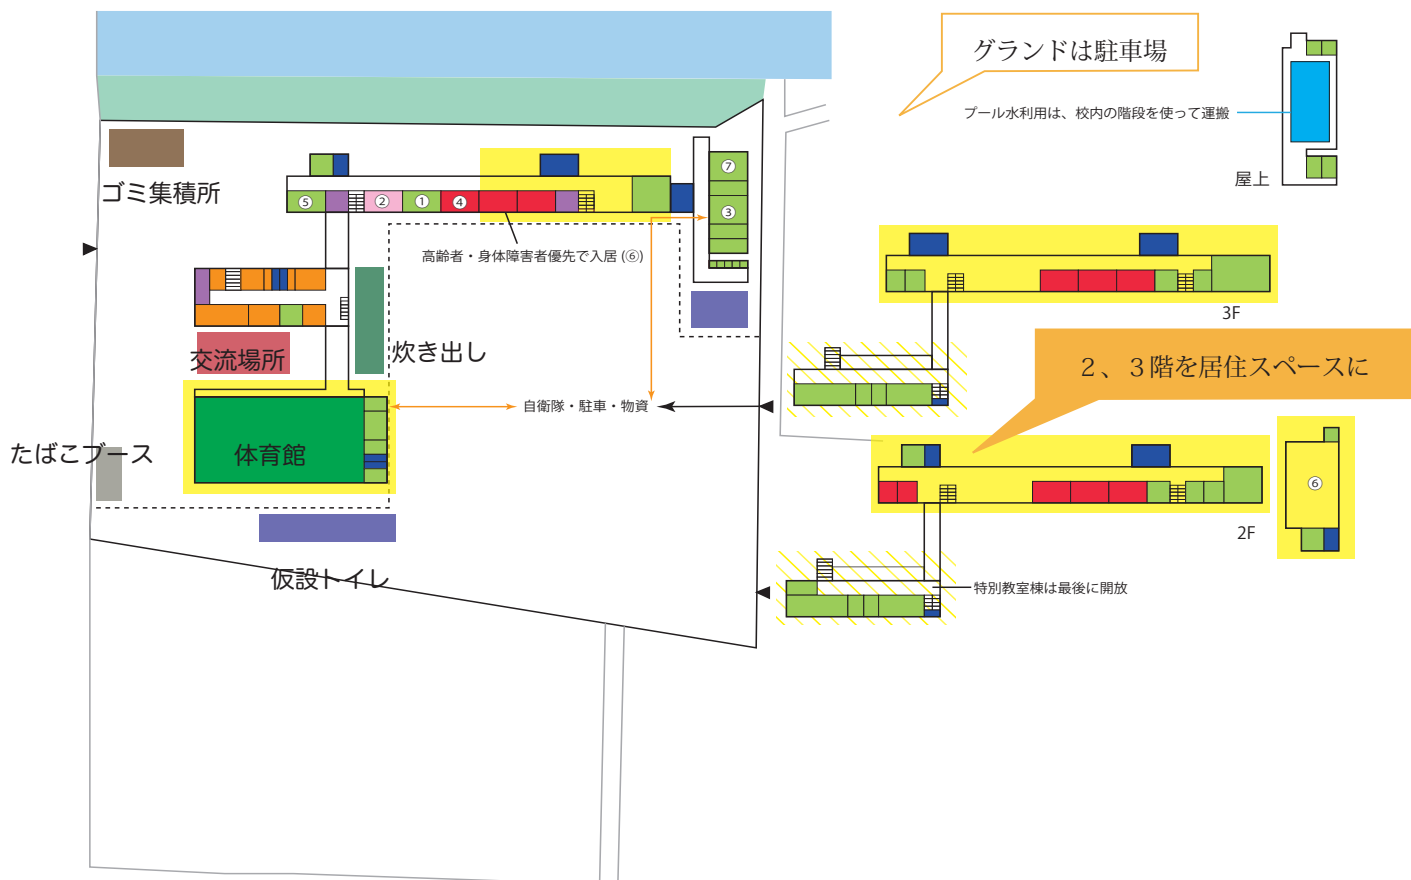 グランドは駐車場
プール水利用は、校内の階段を使って運搬
屋上
ゴミ集積所
⑦
⑤
②
①
④
③
高齢者・身体障害者優先で入居 (⑥)
3F
交流場所
炊き出し
2、3階を居住スペースに
自衛隊・駐車・物資
たばこブース
体育館
⑥
2F
仮設トイレ
特別教室棟は最後に開放